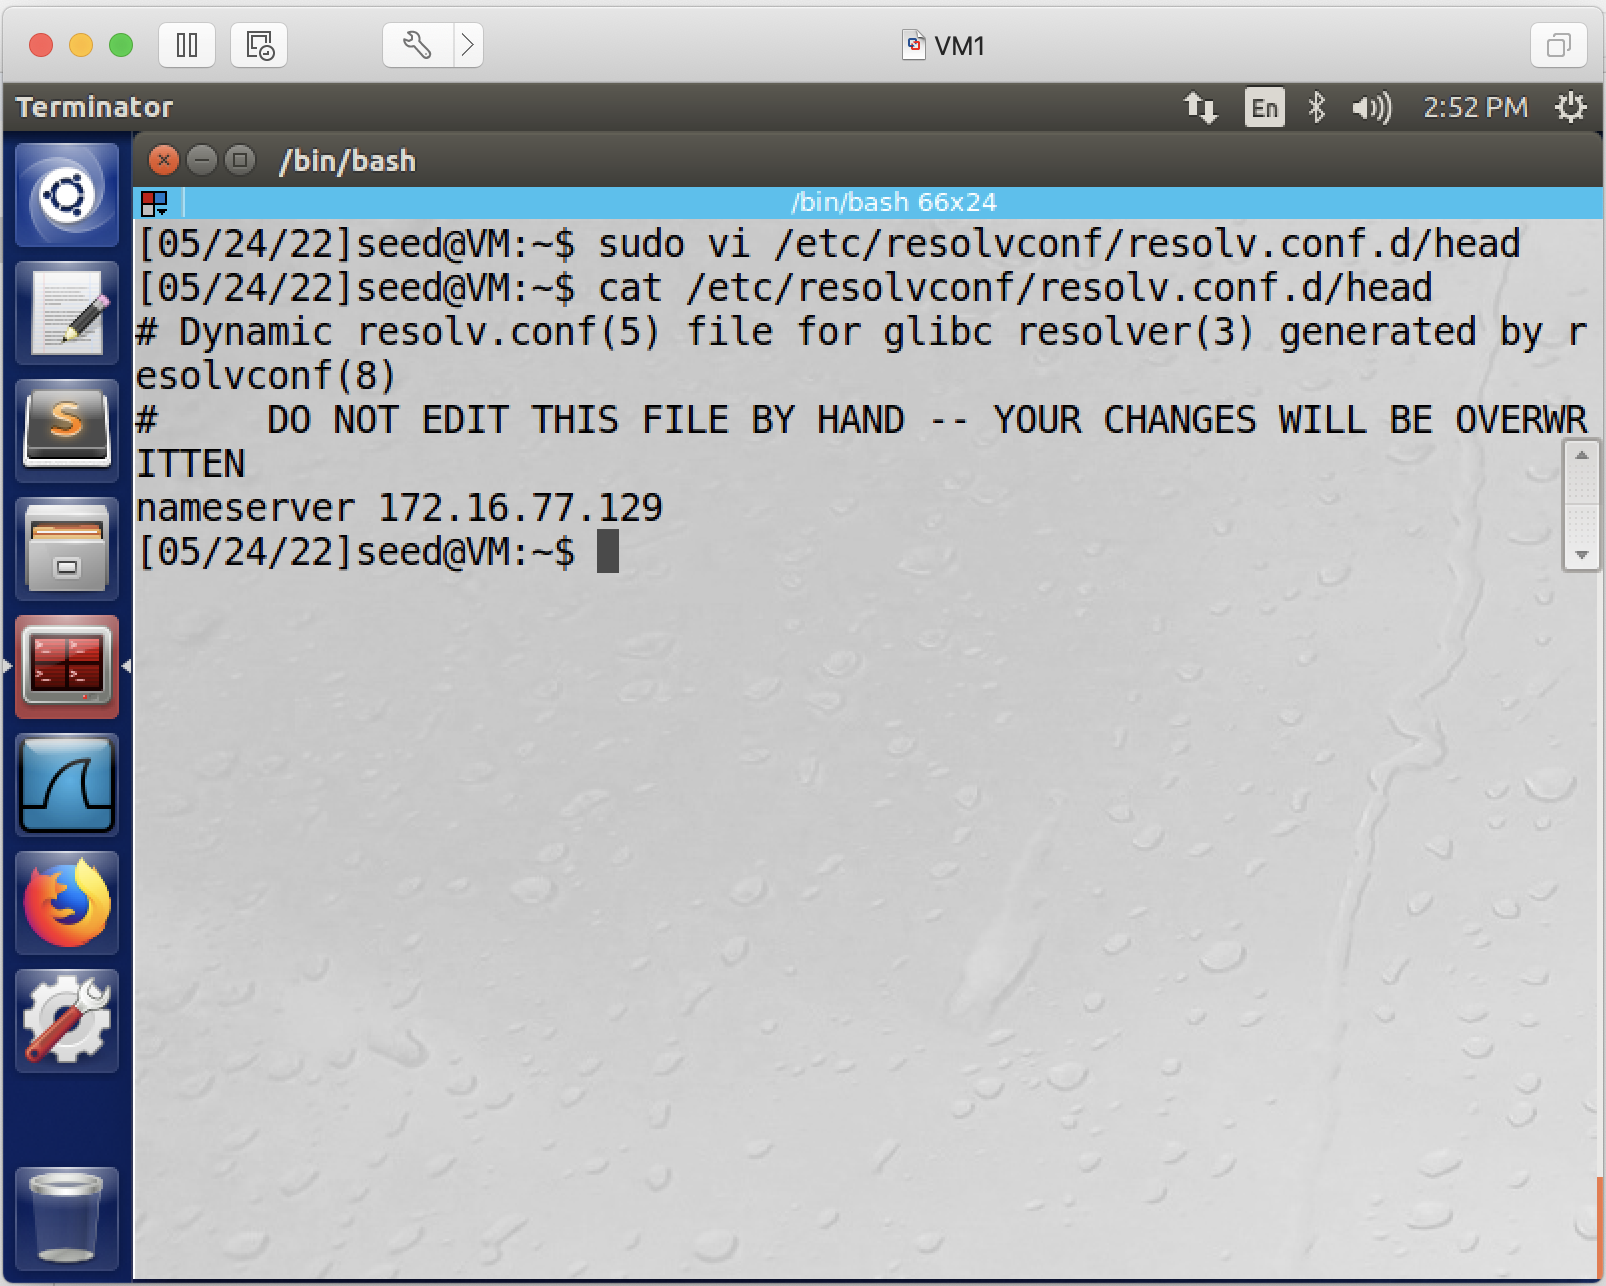 VM1
Terminator
En
2:52 PM
/bin/bash
/bin/bash 66x24
[05/24/22]seed@VM:~$ sudo vi /etc/resolvconf/resolv.conf.d/head
[05/24/22]seed@VM:~$ cat /etc/resolvconf/resolv.conf.d/head
# Dynamic resolv.conf(5) file for glibc resolver(3) generated by r
esolvconf(8)
#     DO NOT EDIT THIS FILE BY HAND -- YOUR CHANGES WILL BE OVERWR
ITTEN
nameserver 172.16.77.129
[05/24/22]seed@VM:~$